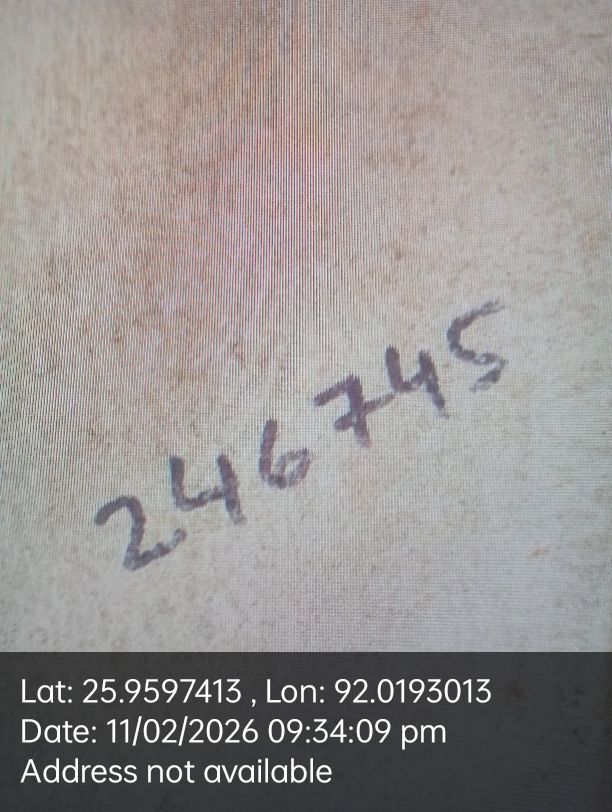 246745
Lat: 25.9597413 , Lon: 92.0193013
Date: 11/02/2026 09:34:09 pm
Address not available